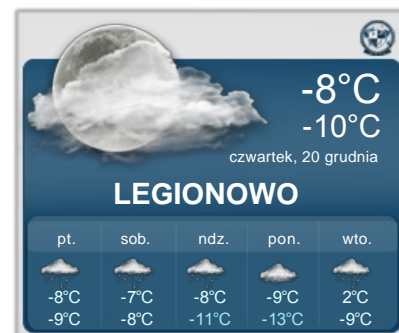 -8°C
-10°C
czwartek, 20 grudnia
LEGIONOWO
pt. sob. ndz. pon. wto.
-8°C -7°C -8°C -9°C 2°C
-9°C -8°C -11°C -13°C -9°C